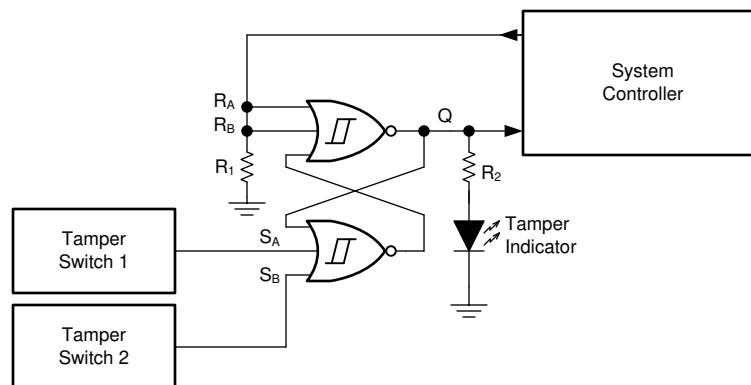 System
Controller
R_A
R_B
Q
R_1
R_2
Tamper
Indicator
Tamper
Switch 1
S_A
S_B
Tamper
Switch 2